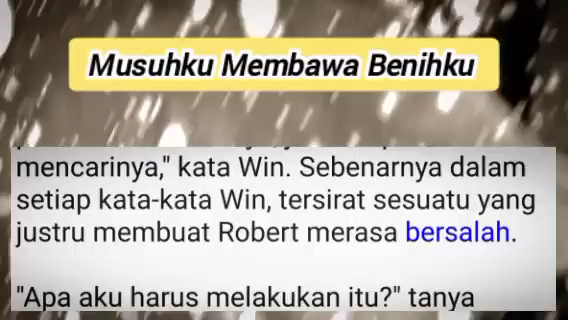 Musuhku Membawa Benihku
mencarinya," kata Win. Sebenarnya dalam
setiap kata-kata Win, tersirat sesuatu yang
justru membuat Robert merasa bersalah.
"Apa aku harus melakukan itu?" tanya